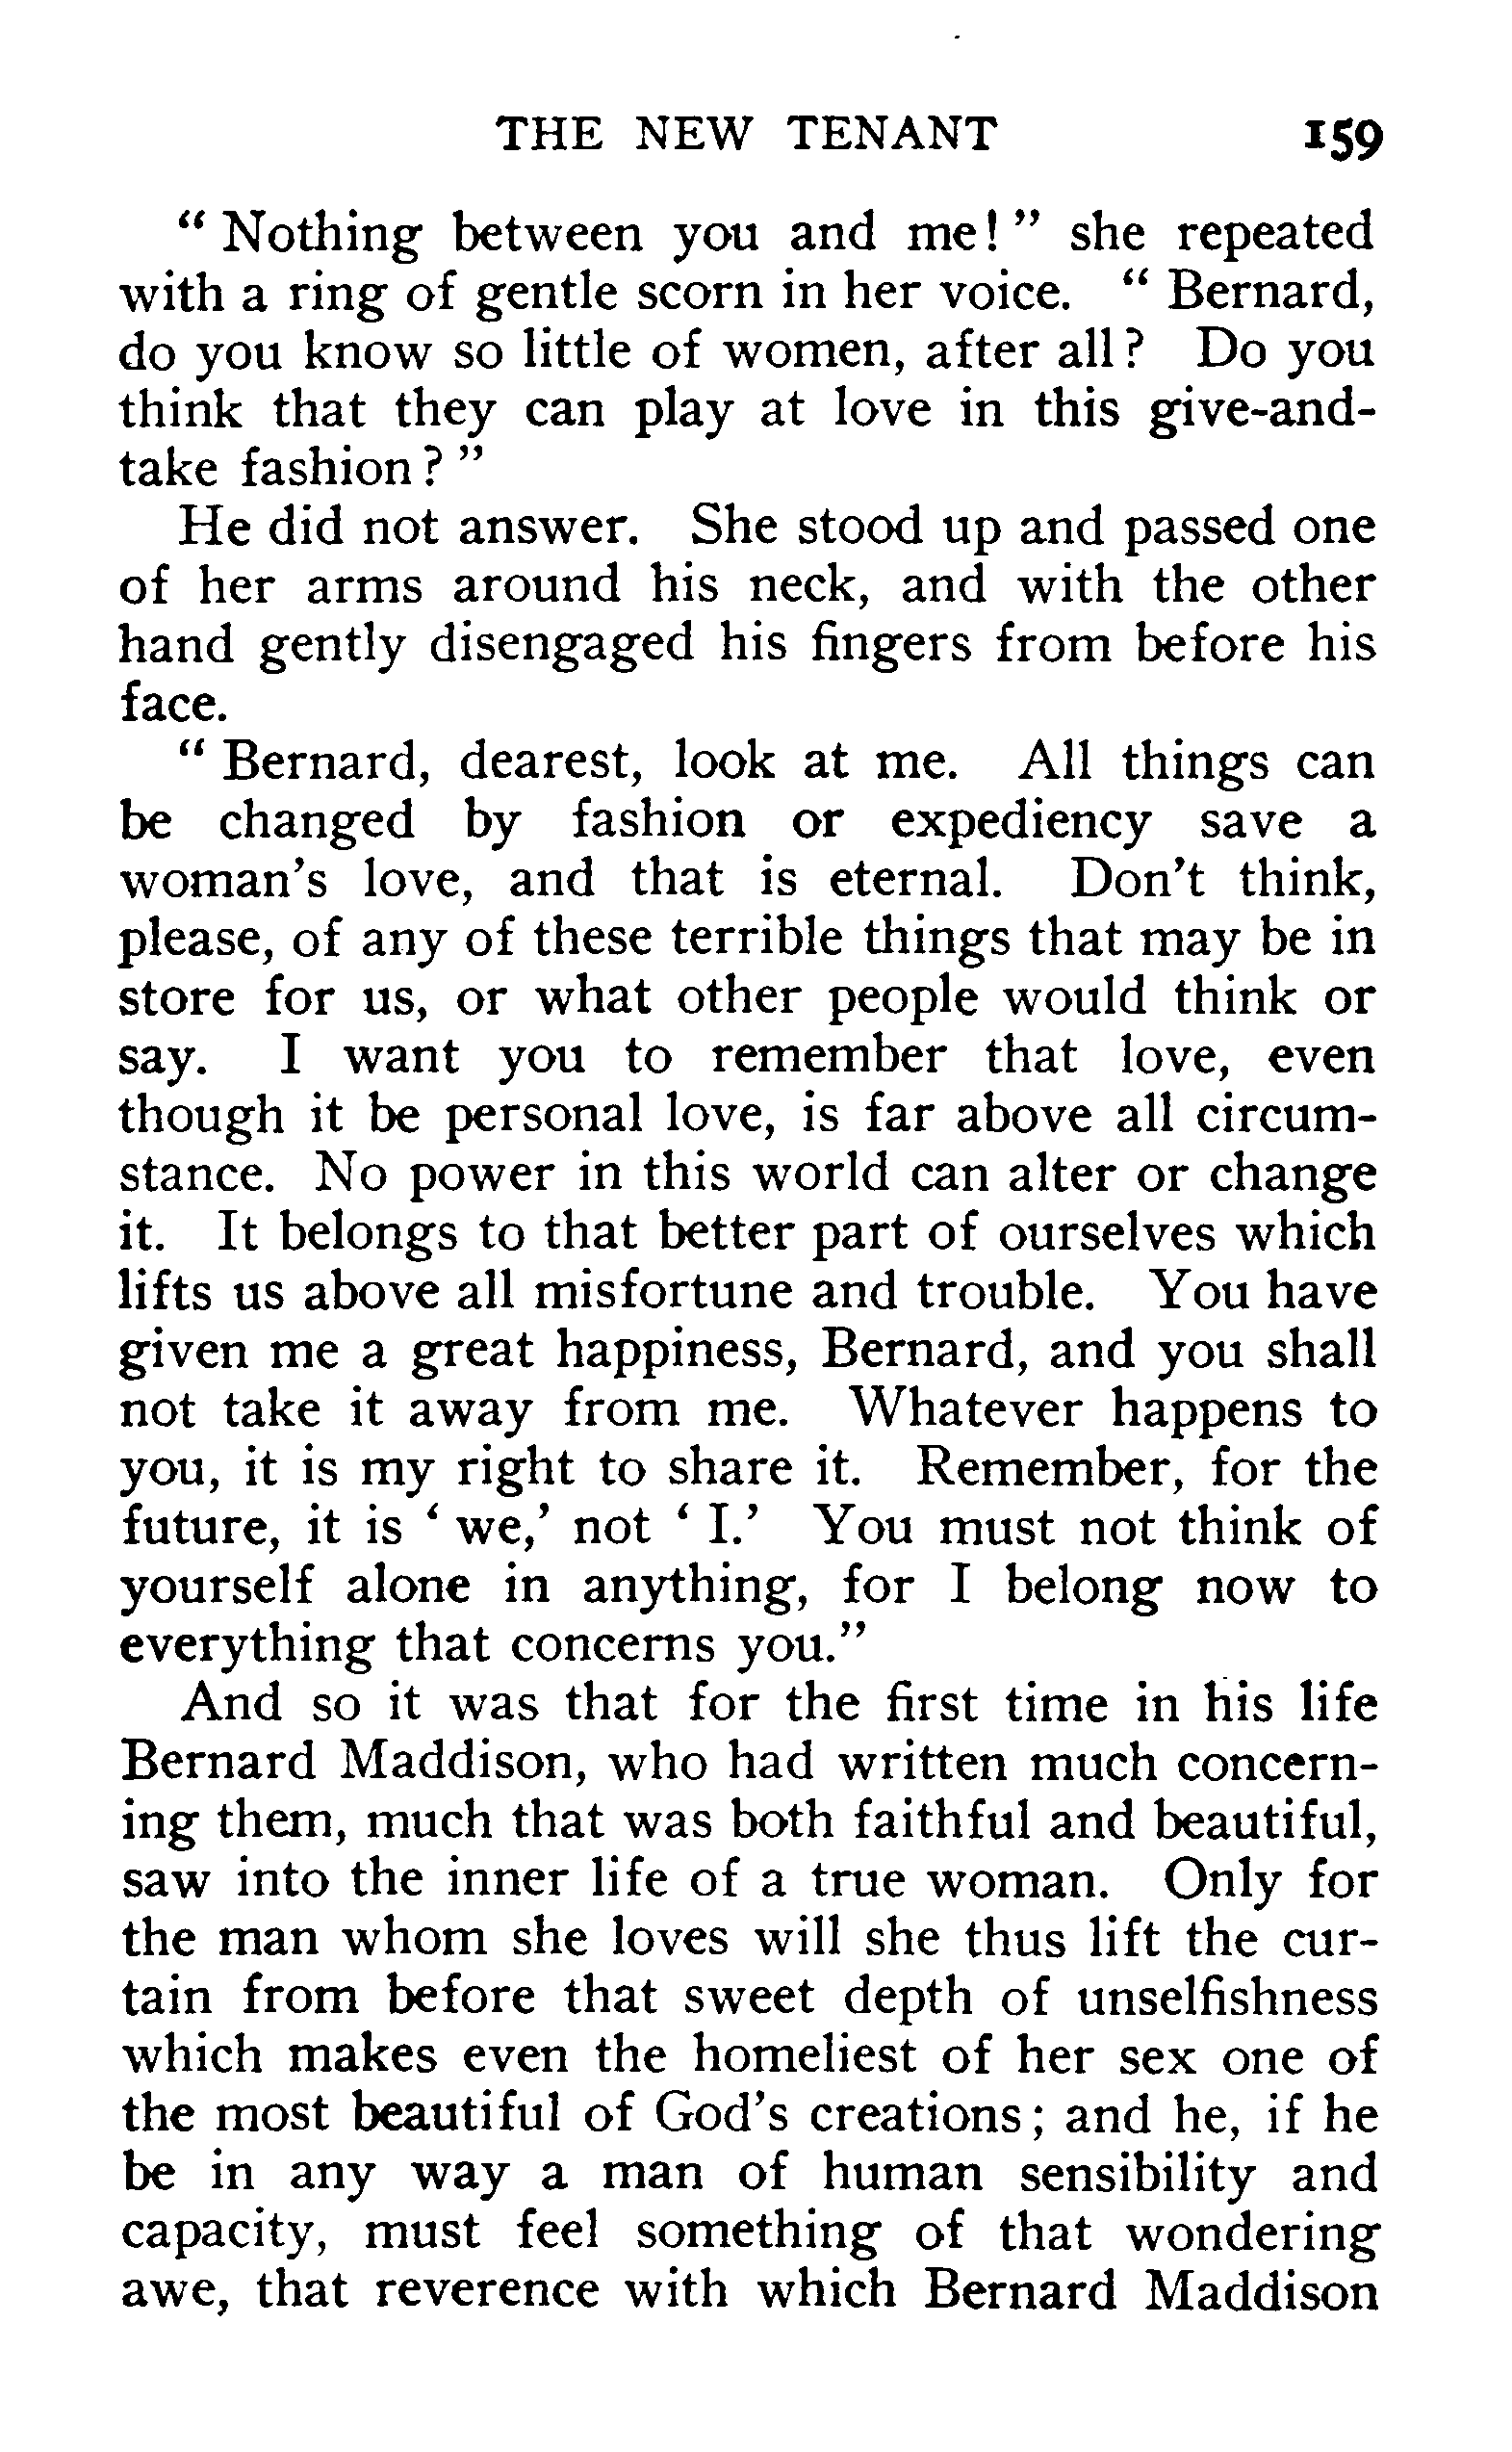 THE NEW TENANT 159
"Nothing between you and me!" she repeated
with a ring of gentle scorn in her voice. "Bernard,
do you know so little of women, after all? Do you
think that they can play at love in this give-and-
take fashion?"
He did not answer. She stood up and passed one
of her arms around his neck, and with the other
hand gently disengaged his fingers from before his
face.
"Bernard, dearest, look at me. All things can
be changed by fashion or expediency save a
woman's love, and that is eternal. Don't think,
please, of any of these terrible things that may be in
store for us, or what other people would think or
say. I want you to remember that love, even
though it be personal love, is far above all circum-
stance. No power in this world can alter or change
it. It belongs to that better part of ourselves which
lifts us above all misfortune and trouble. You have
given me a great happiness, Bernard, and you shall
not take it away from me. Whatever happens to
you, it is my right to share it. Remember, for the
future, it is 'we,' not 'I.' You must not think of
yourself alone in anything, for I belong now to
everything that concerns you."
And so it was that for the first time in his life
Bernard Maddison, who had written much concern-
ing them, much that was both faithful and beautiful,
saw into the inner life of a true woman. Only for
the man whom she loves will she thus lift the cur-
tain from before that sweet depth of unselfishness
which makes even the homeliest of her sex one of
the most beautiful of God's creations; and he, if he
be in any way a man of human sensibility and
capacity, must feel something of that wondering
awe, that reverence with which Bernard Maddison